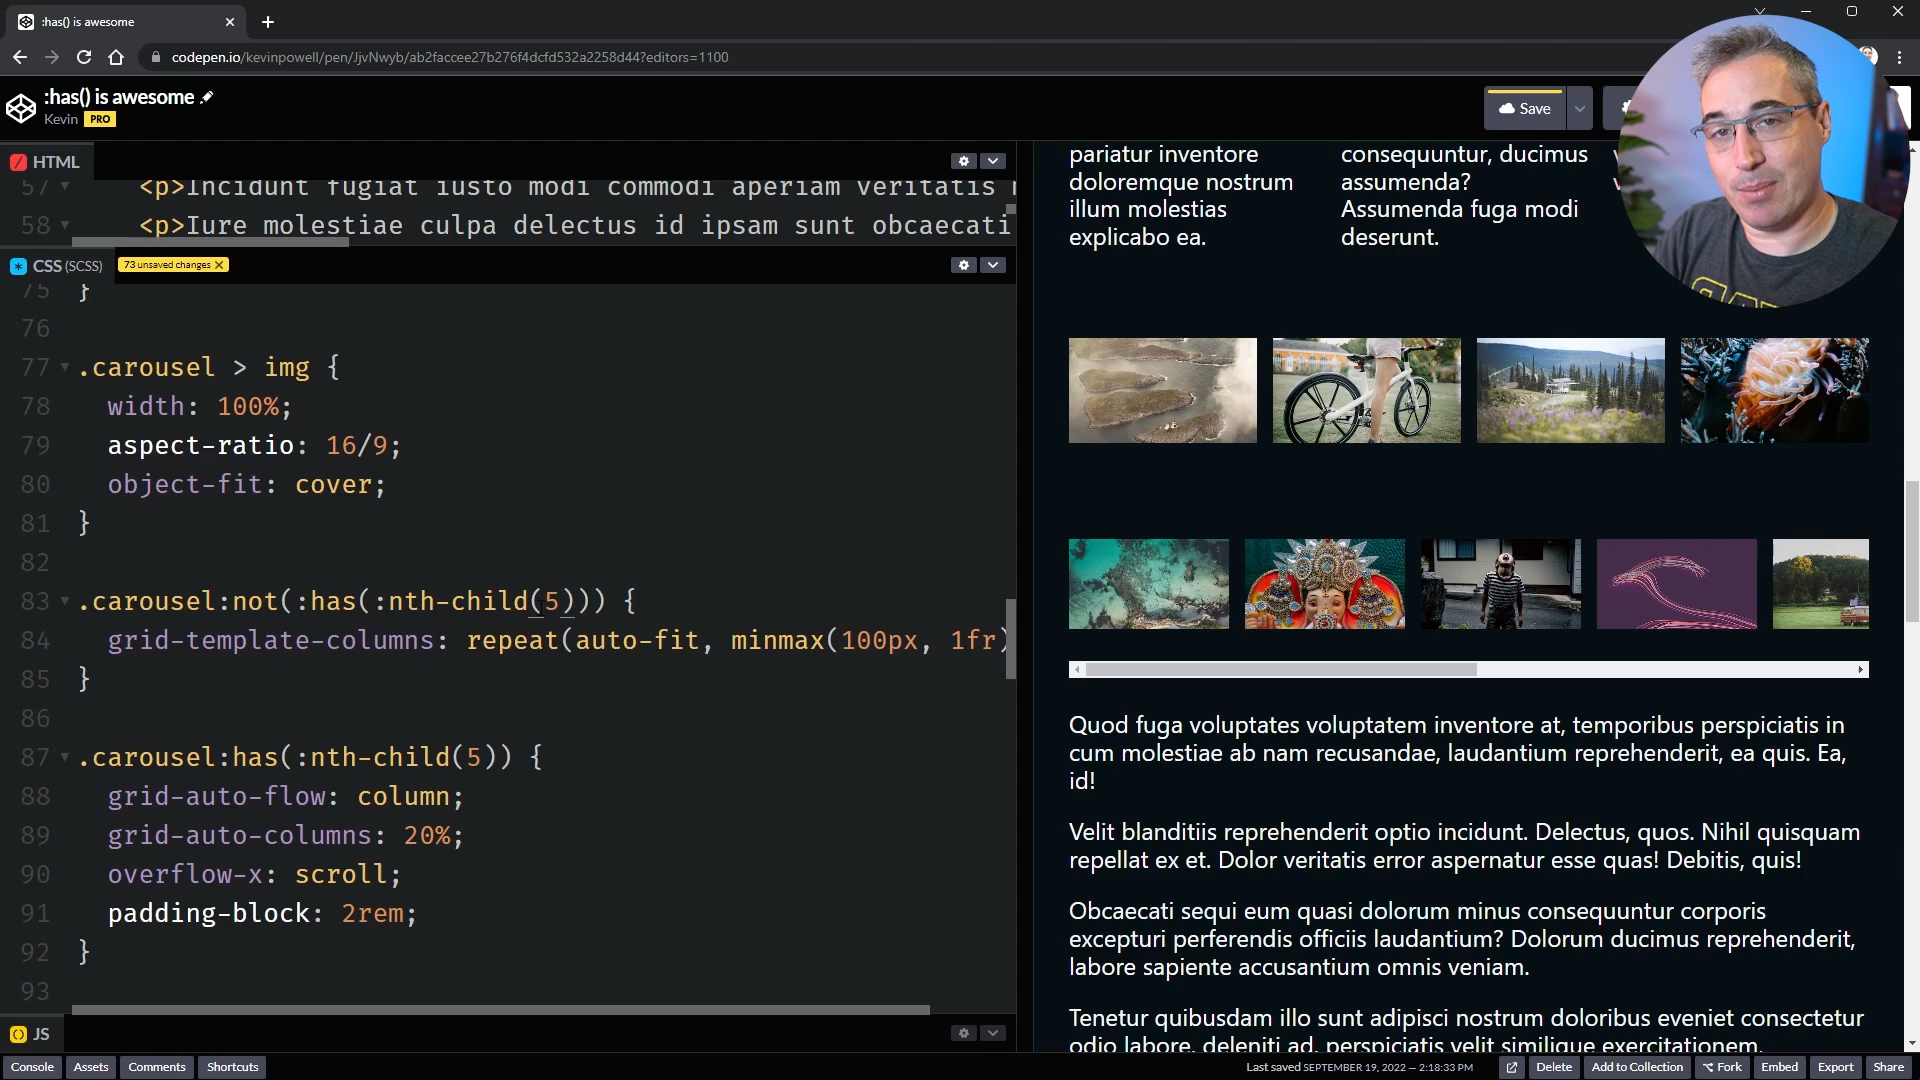 :has() is awesome
codepen.io/kevinpowell/pen/JjvNwyb/ab2faccee27b276f4dcfd532a2258d44?editors=1100
:has() is awesome
Kevin PRO
Save
HTML
57 <p>Incidunt fugiat iusto modi commodi aperiam veritatis
58 <p>Iure molestiae culpa delectus id ipsam sunt obcaecati
CSS (SCSS) 73 unsaved changes X
75 }
76
77 .carousel > img {
78 width: 100%;
79 aspect-ratio: 16/9;
80 object-fit: cover;
81 }
82
83 .carousel:not(:has(:nth-child(5))) {
84 grid-template-columns: repeat(auto-fit, minmax(100px, 1fr)
85 }
86
87 .carousel:has(:nth-child(5)) {
88 grid-auto-flow: column;
89 grid-auto-columns: 20%;
90 overflow-x: scroll;
91 padding-block: 2rem;
92 }
93
JS
pariatur inventore
doloremque nostrum
illum molestias
explicabo ea.
consequuntur, ducimus
assumenda?
Assumenda fuga modi
deserunt.
Quod fuga voluptates voluptatem inventore at, temporibus perspiciatis in
cum molestiae ab nam recusandae, laudantium reprehenderit, ea quis. Ea,
id!
Velit blanditiis reprehenderit optio incidunt. Delectus, quos. Nihil quisquam
repellat ex et. Dolor veritatis error aspernatur esse quas! Debitis, quis!
Obcaecati sequi eum quasi dolorum minus consequuntur corporis
excepturi perferendis officiis laudantium? Dolorum ducimus reprehenderit,
labore sapiente accusantium omnis veniam.
Tenetur quibusdam illo sunt adipisci nostrum doloribus eveniet consectetur
odio labore, deleniti ad, perspiciatis velit similique exercitationem.
Console Assets Comments Shortcuts
Last saved SEPTEMBER 19, 2022 — 2:18:33 PM
Delete Add to Collection Fork Embed Export Share